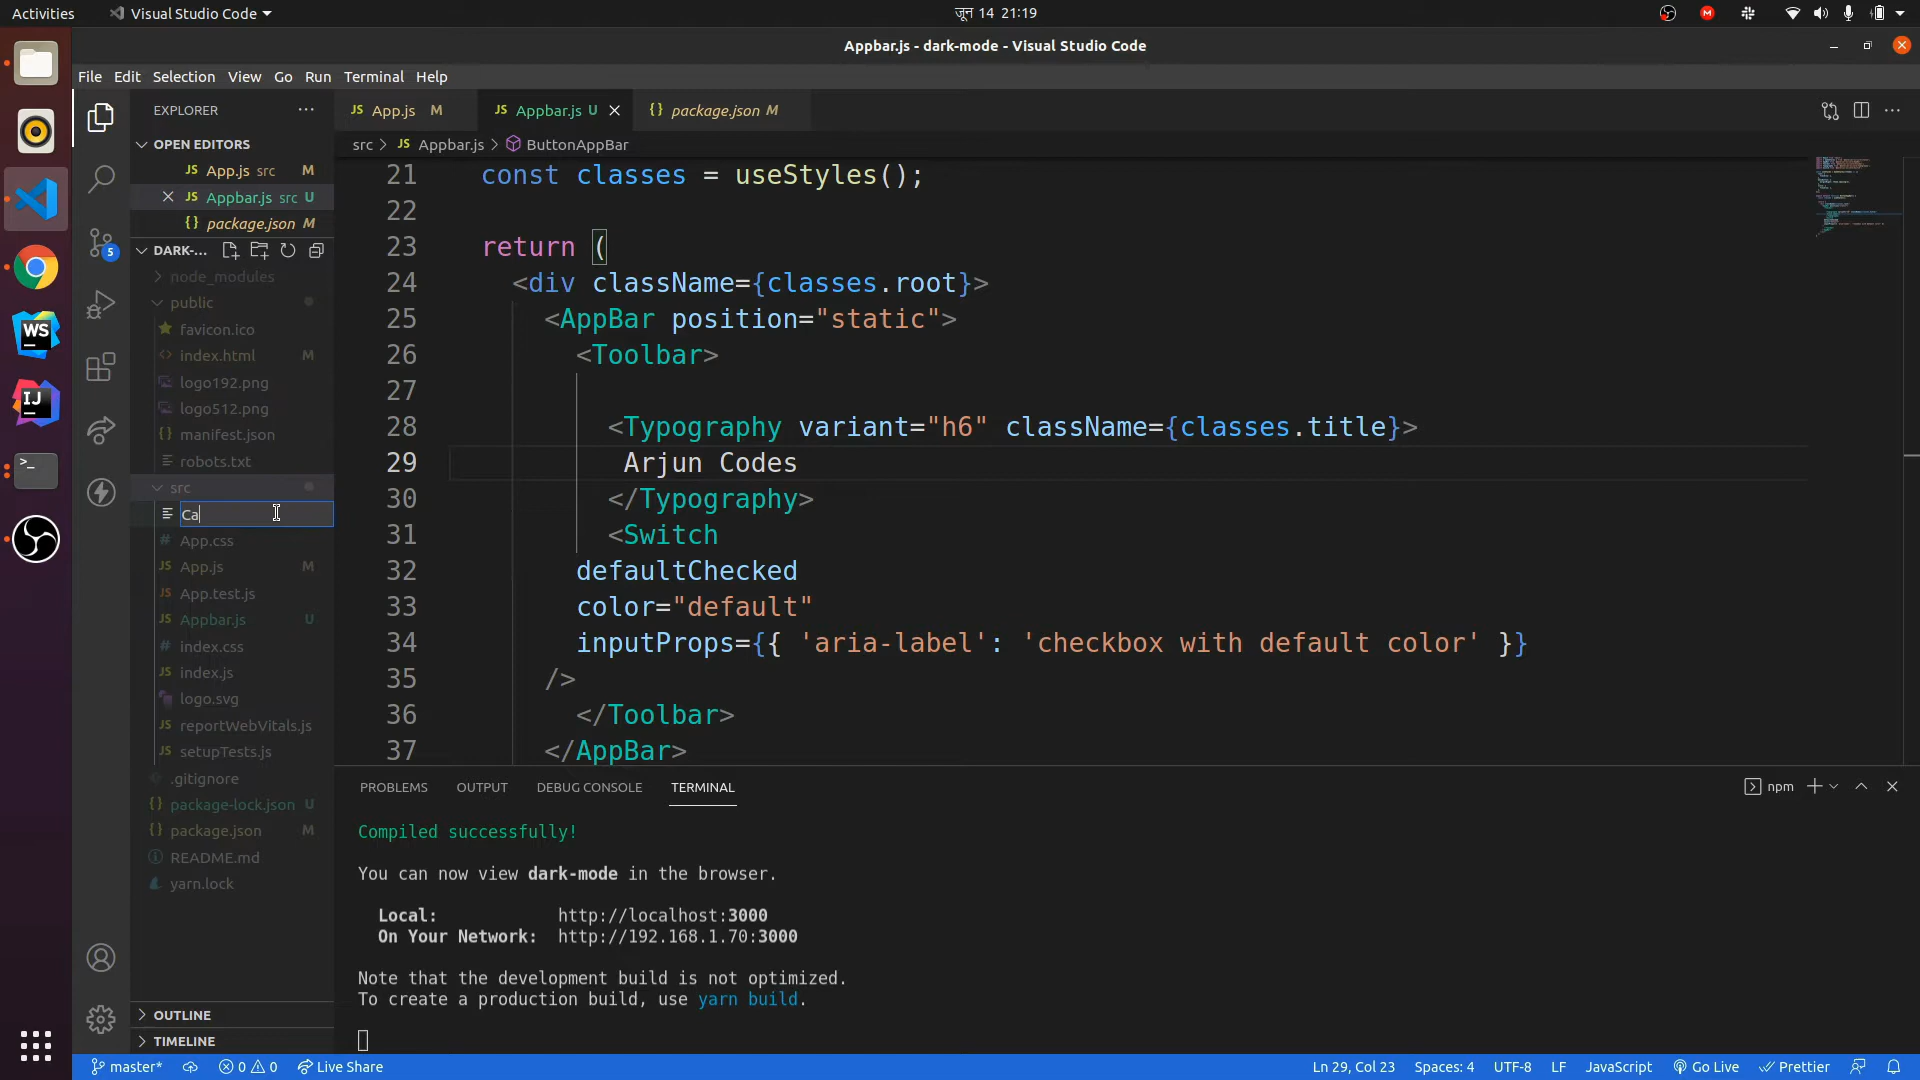 Activities
Visual Studio Code
जून 14 21:19
Appbar.js - dark-mode - Visual Studio Code
File Edit Selection View Go Run Terminal Help
EXPLORER
OPEN EDITORS
JS App.js src M
JS Appbar.js src U
{} package.json M
DARK-...
node_modules
public
favicon.ico
index.html M
logo192.png
logo512.png
manifest.json
robots.txt
src
Ca
App.css
App.js M
App.test.js
Appbar.js U
index.css
index.js
logo.svg
reportWebVitals.js
setupTests.js
.gitignore
package-lock.json U
package.json M
README.md
yarn.lock
OUTLINE
TIMELINE
JS App.js M
JS Appbar.js U
{} package.json M
src > JS Appbar.js > ButtonAppBar
21 const classes = useStyles();
22
23 return (
24 <div className={classes.root}>
25 <AppBar position="static">
26 <Toolbar>
27
28 <Typography variant="h6" className={classes.title}>
29 Arjun Codes
30 </Typography>
31 <Switch
32 defaultChecked
33 color="default"
34 inputProps={{ 'aria-label': 'checkbox with default color' }}
35 />
36 </Toolbar>
37 </AppBar>
PROBLEMS OUTPUT DEBUG CONSOLE TERMINAL
npm
Compiled successfully!
You can now view dark-mode in the browser.
Local: http://localhost:3000
On Your Network: http://192.168.1.70:3000
Note that the development build is not optimized.
To create a production build, use yarn build.
WS
IJ
5
master* 0 0 Live Share
Ln 29, Col 23 Spaces: 4 UTF-8 LF JavaScript Go Live Prettier